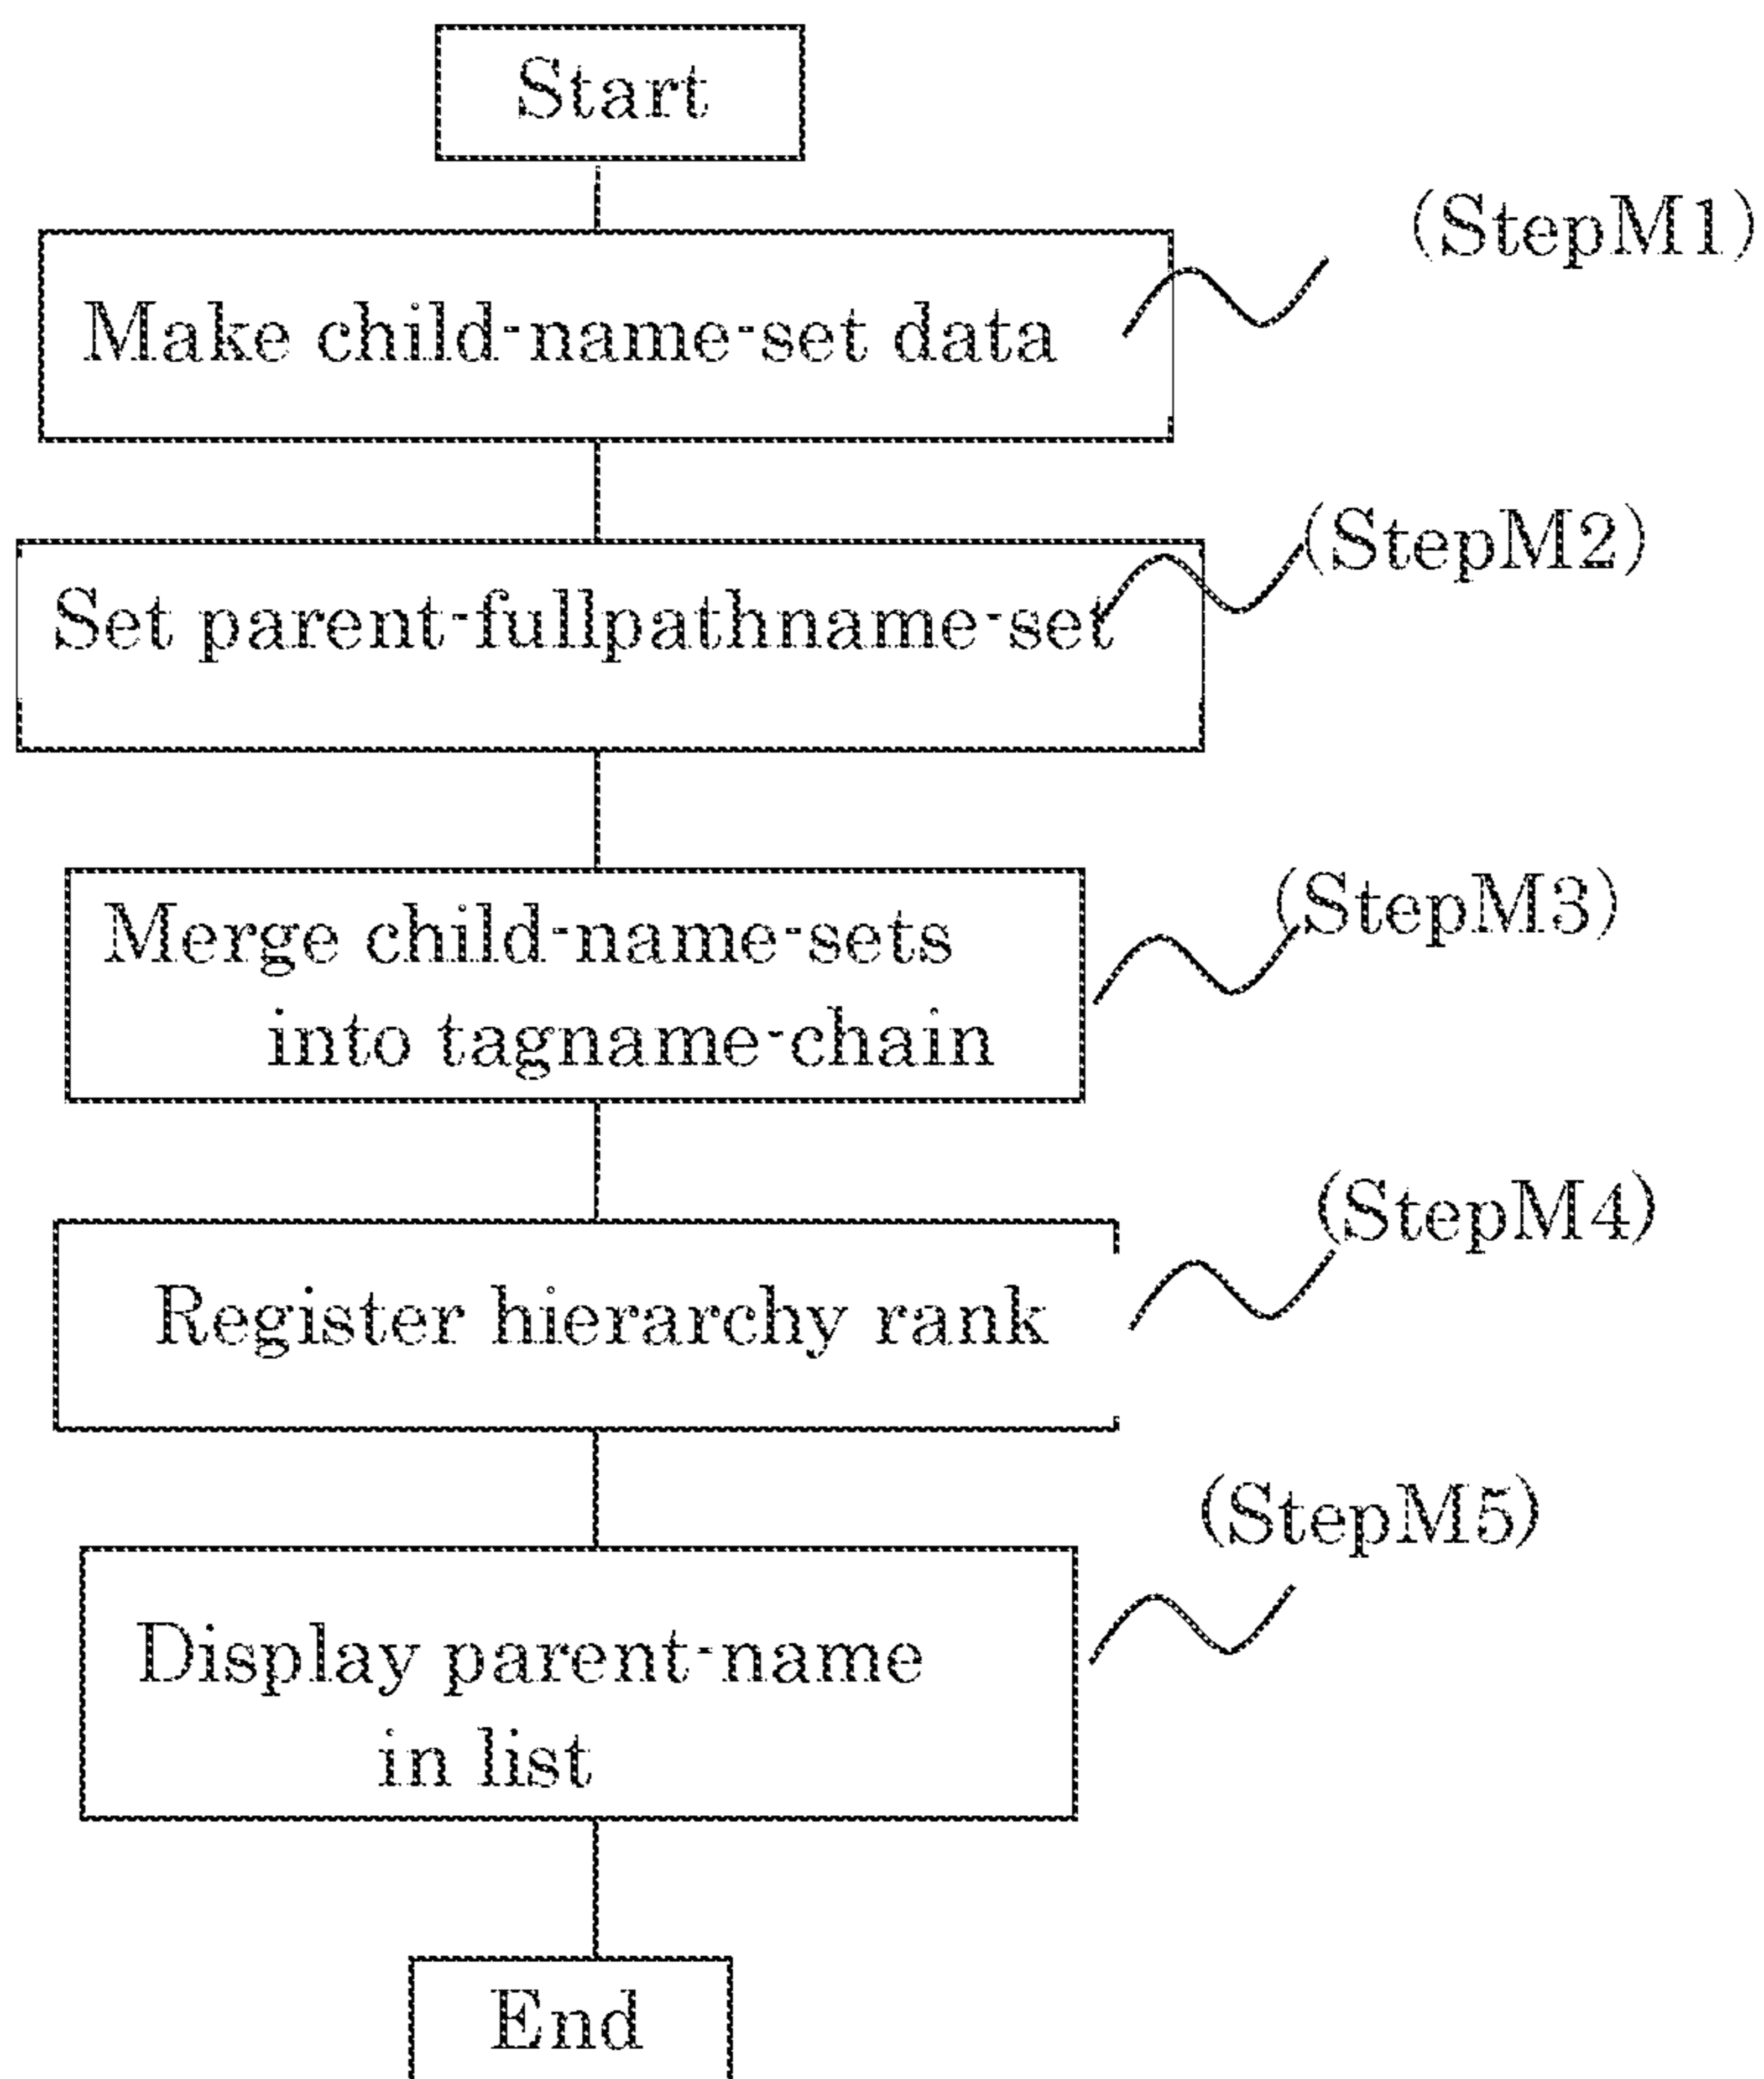 Start
(StepM1)
Make child-name-set data
(StepM2)
Set parent-fullpathname-set
(StepM3)
Merge child-name-sets
into tagname-chain
(StepM4)
Register hierarchy rank
(StepM5)
Display parent-name
in list
End